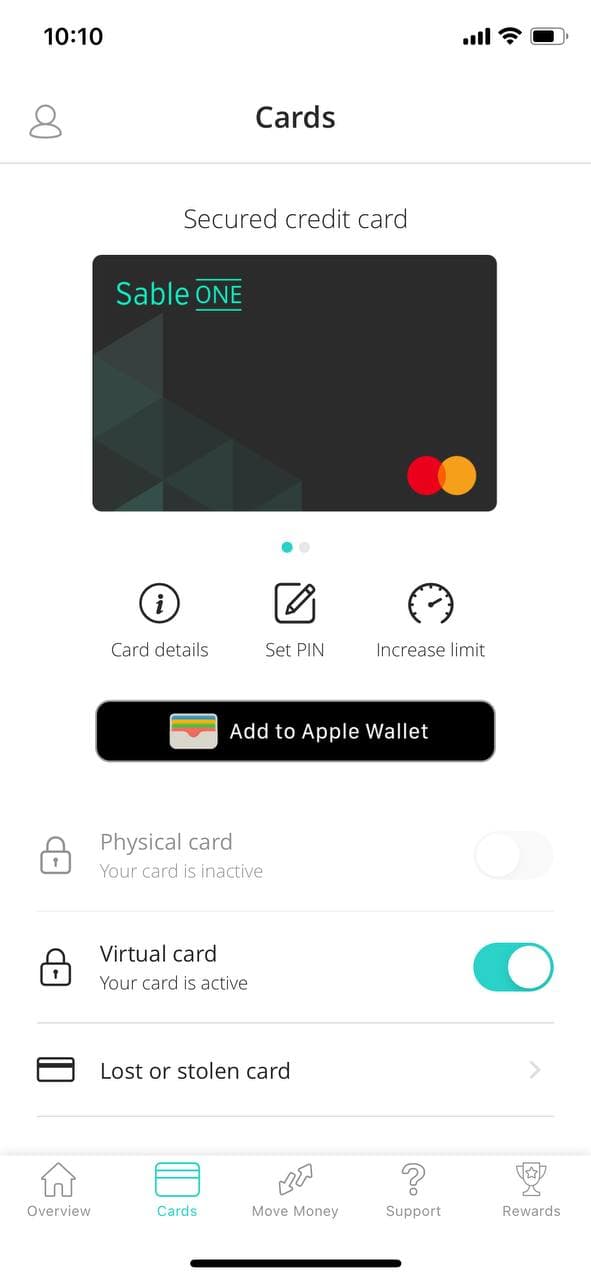 10:10
Cards
Secured credit card
Sable ONE
Card details
Set PIN
Increase limit
Add to Apple Wallet
Physical card
Your card is inactive
Virtual card
Your card is active
Lost or stolen card
Overview
Cards
Move Money
Support
Rewards